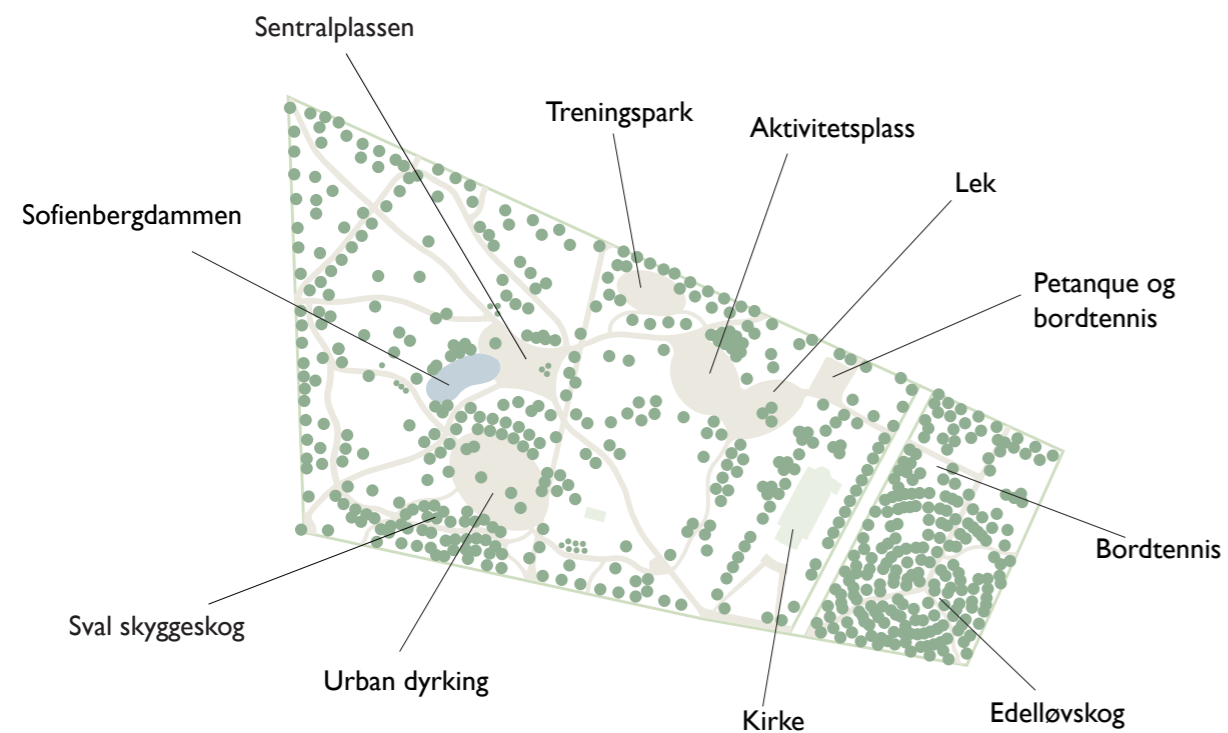 Sentralplassen
Treningspark
Aktivitetsplass
Lek
Sofienbergdammen
Petanque og
bordtennis
Bordtennis
Sval skyggeskog
Urban dyrking
Kirke
Edelløvskog